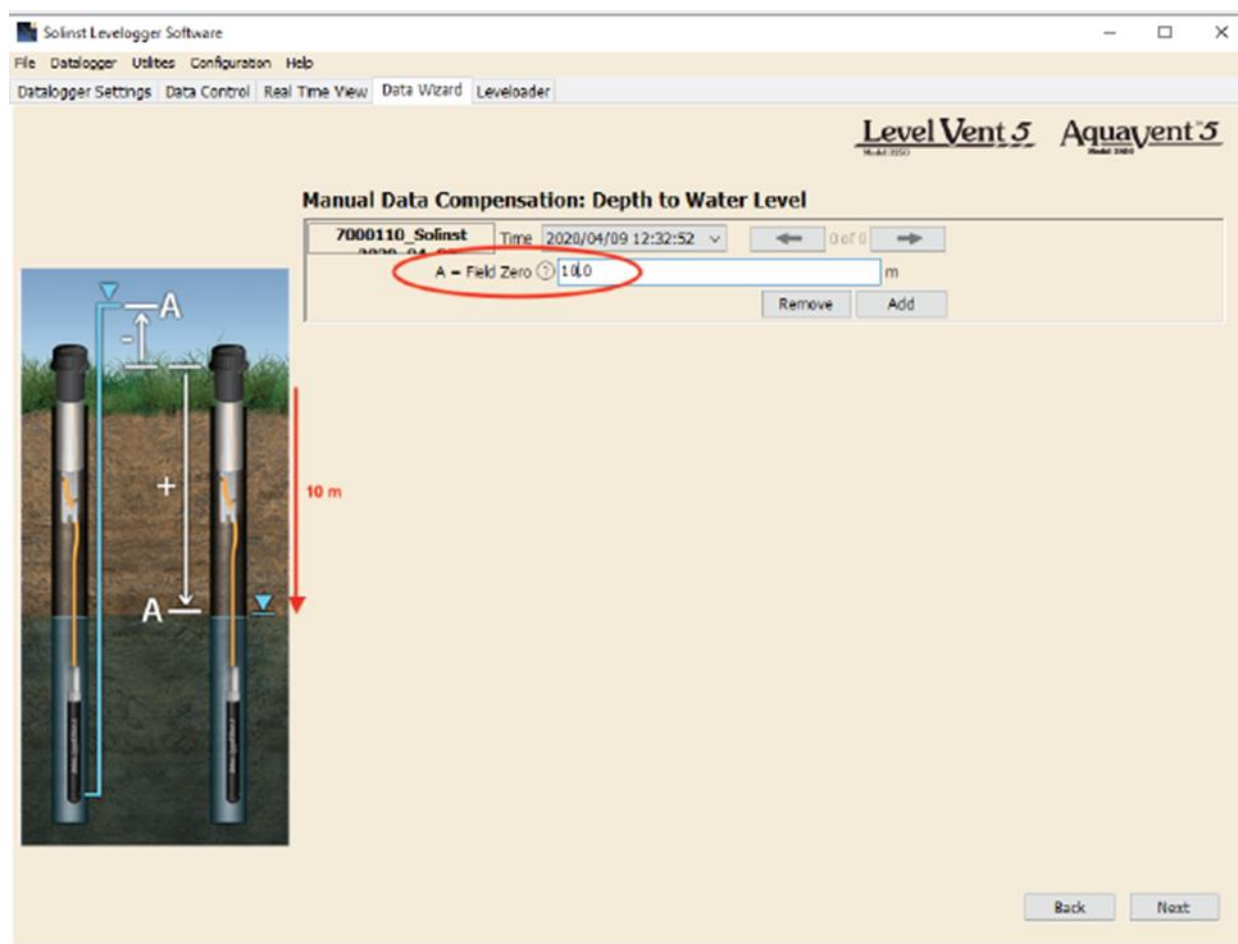 Solinst Levelogger Software
File Datalogger Utilities Configuration Help
Datalogger Settings Data Control Real Time View Data Wizard Leveloader
Level Vent 5 Aquavent™5
Manual Data Compensation: Depth to Water Level
7000110_Solinst Time 2020/04/09 12:32:52 0 of 0
A = Field Zero ? 10.0 m
Remove Add
A
-
+
10 m
A
Back Next